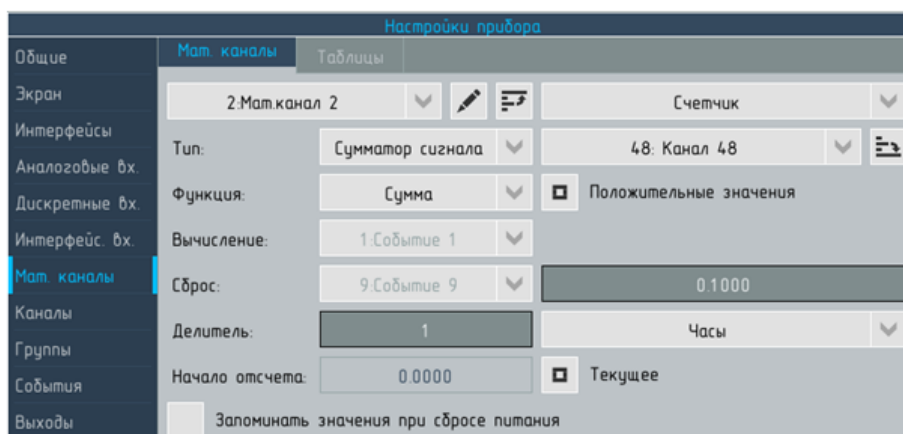 Настройки прибора
Общие
Экран
Интерфейсы
Аналоговые вх.
Дискретные вх.
Интерфейс. вх.
Мат. каналы
Каналы
Группы
События
Выходы
Мат. каналы Таблицы
2:Мат.канал 2 Счетчик
Тип: Сумматор сигнала 48: Канал 48
Функция: Сумма Положительные значения
Вычисление: 1:Событие 1
Сброс: 9:Событие 9 0.1000
Делитель: 1 Часы
Начало отсчета: 0.0000 Текущее
Запоминать значения при сбросе питания